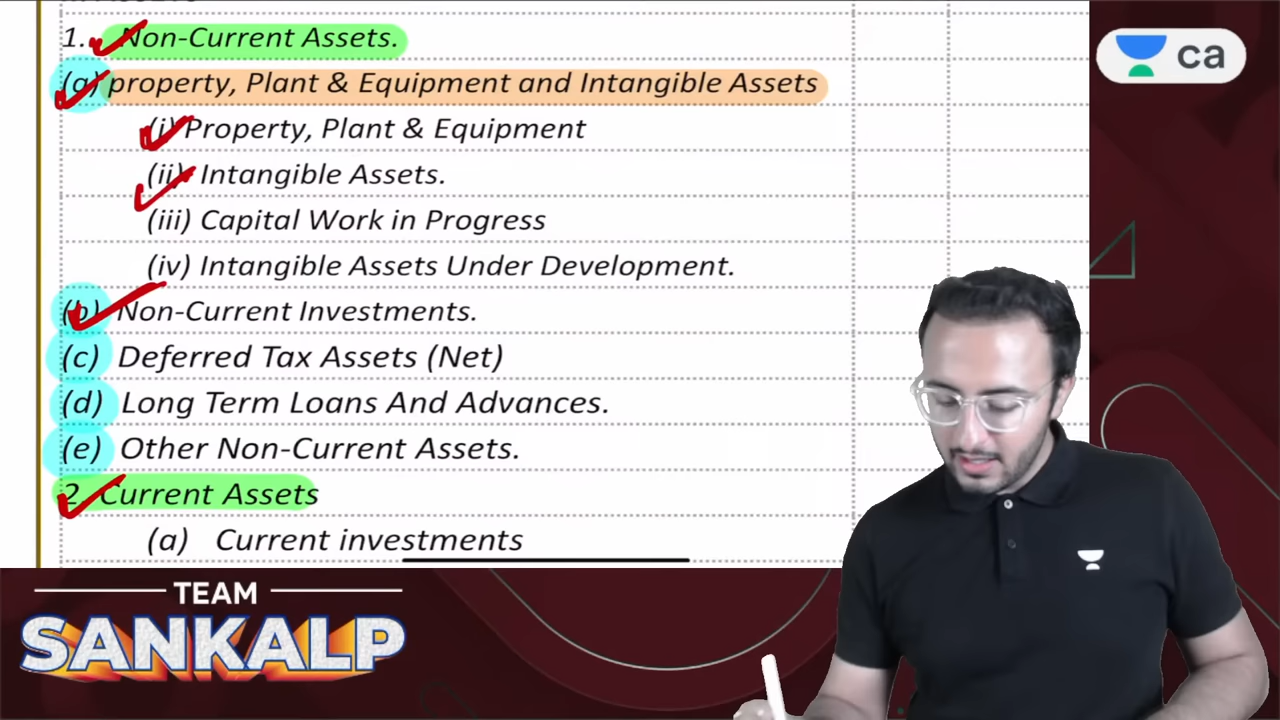 1. Non-Current Assets.
(a) property, Plant & Equipment and Intangible Assets
(i) Property, Plant & Equipment
(ii) Intangible Assets.
(iii) Capital Work in Progress
(iv) Intangible Assets Under Development.
(b) Non-Current Investments.
(c) Deferred Tax Assets (Net)
(d) Long Term Loans And Advances.
(e) Other Non-Current Assets.
2. Current Assets
(a) Current investments
ca
TEAM
SANKALP